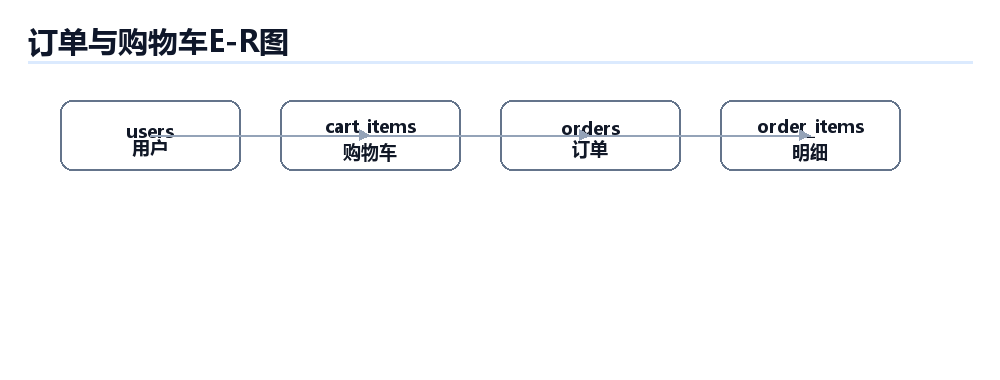 订单与购物车E-R图
users
用户
cart_items
购物车
orders
订单
order_items
明细